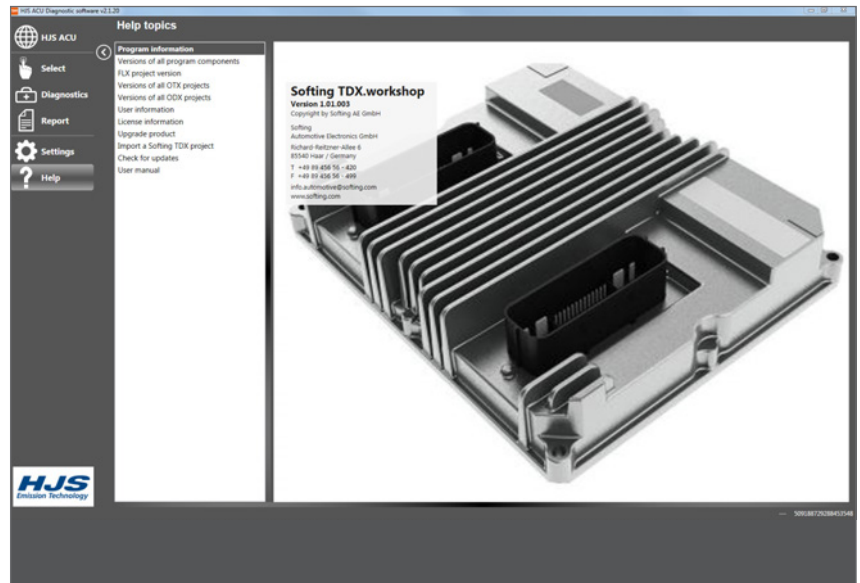 HJS ACU Diagnostic software v2.1.20
HJS ACU
Select
Diagnostics
Report
Settings
Help
Help topics
Program information
Versions of all program components
FLX project version
Versions of all OTX projects
Versions of all ODX projects
User information
License information
Upgrade product
Import a Softing TDX project
Check for updates
User manual
Softing TDX.workshop
Version 1.01.003
Copyright by Softing AE GmbH
Softing
Automotive Electronics GmbH
Richard-Reitzner-Allee 6
85540 Haar / Germany
T +49 89 456 56 - 420
F +49 89 456 56 - 499
info.automotive@softing.com
www.softing.com
HJS
Emission Technology
--- 509188729288453548